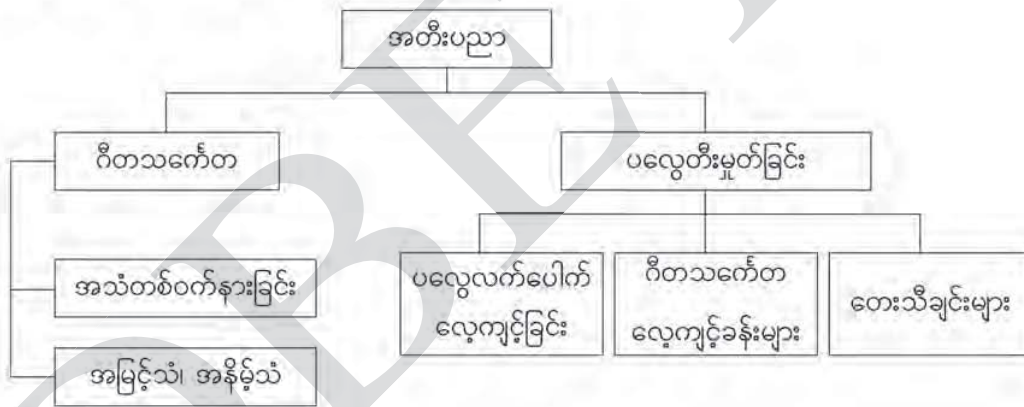 အတီးပညာ
ဂီတသင်္ကေတ
ပလွေတီးမှုတ်ခြင်း
အသံတစ်ဝက်နားခြင်း
အမြင့်သံ၊ အနိမ့်သံ
ပလွေလက်ပေါက်
လေ့ကျင့်ခြင်း
ဂီတသင်္ကေတ
လေ့ကျင့်ခန်းများ
တေးသီချင်းများ